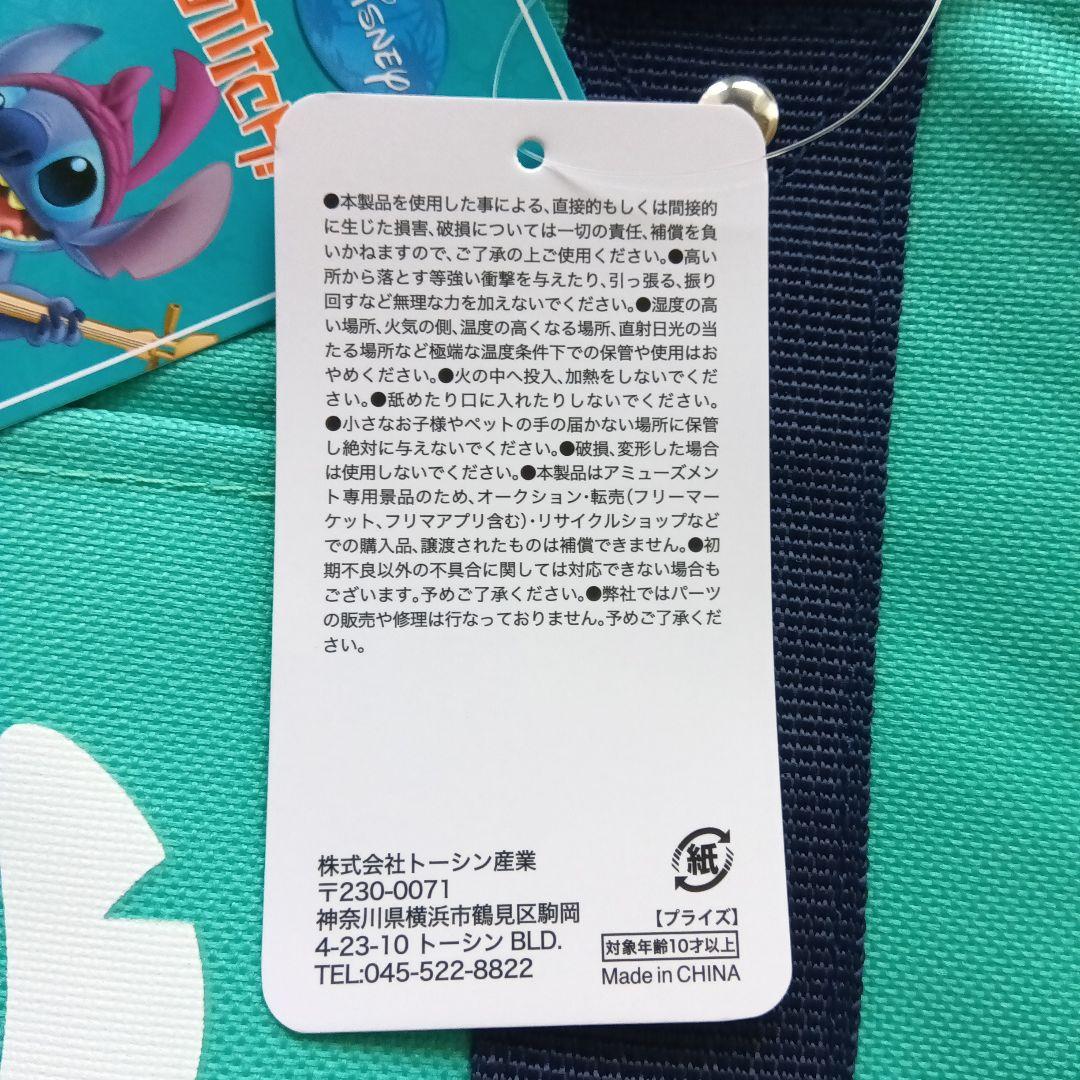 STITCH
DISNEY
●本製品を使用した事による、直接的もしくは間接的
に生じた損害、破損については一切の責任、補償を負
いかねますので、ご了承の上ご使用ください。●高い
所から落とす等強い衝撃を与えたり、引っ張る、振り
回すなど無理な力を加えないでください。●湿度の高
い場所、火気の側、温度の高くなる場所、直射日光の当
たる場所など極端な温度条件下での保管や使用はお
やめください。●火の中へ投入、加熱をしないでくだ
さい。●舐めたり口に入れたりしないでください。
●小さなお子様やペットの手の届かない場所に保管
し絶対に与えないでください。●破損、変形した場合
は使用しないでください。●本製品はアミューズメン
ト専用景品のため、オークション・転売（フリーマー
ケット、フリマアプリ含む）・リサイクルショップなど
での購入品、譲渡されたものは補償できません。●初
期不良以外の不具合に関しては対応できない場合も
ございます。予めご了承ください。●弊社ではパーツ
の販売や修理は行なっておりません。予めご了承くだ
さい。
株式会社トーシン産業
〒230-0071
神奈川県横浜市鶴見区駒岡
4-23-10 トーシン BLD.
TEL:045-522-8822
紙
【プライズ】
対象年齢10才以上
Made in CHINA